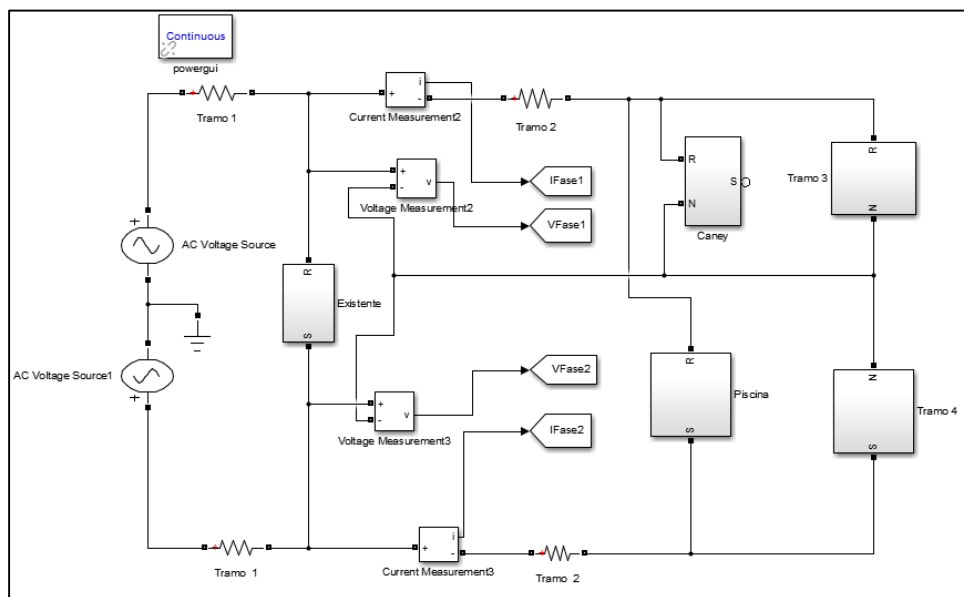 Continuous
powergui
Tramo 1
+
i
-
Current Measurement2
Tramo 2
+
-
v
Voltage Measurement2
IFase1
VFase1
R
N
S
Caney
R
Tramo 3
N
+
AC Voltage Source
R
Existente
S
AC Voltage Source1
+
+
-
v
Voltage Measurement3
VFase2
IFase2
R
Piscina
S
N
Tramo 4
S
Tramo 1
+
i
-
Current Measurement3
Tramo 2